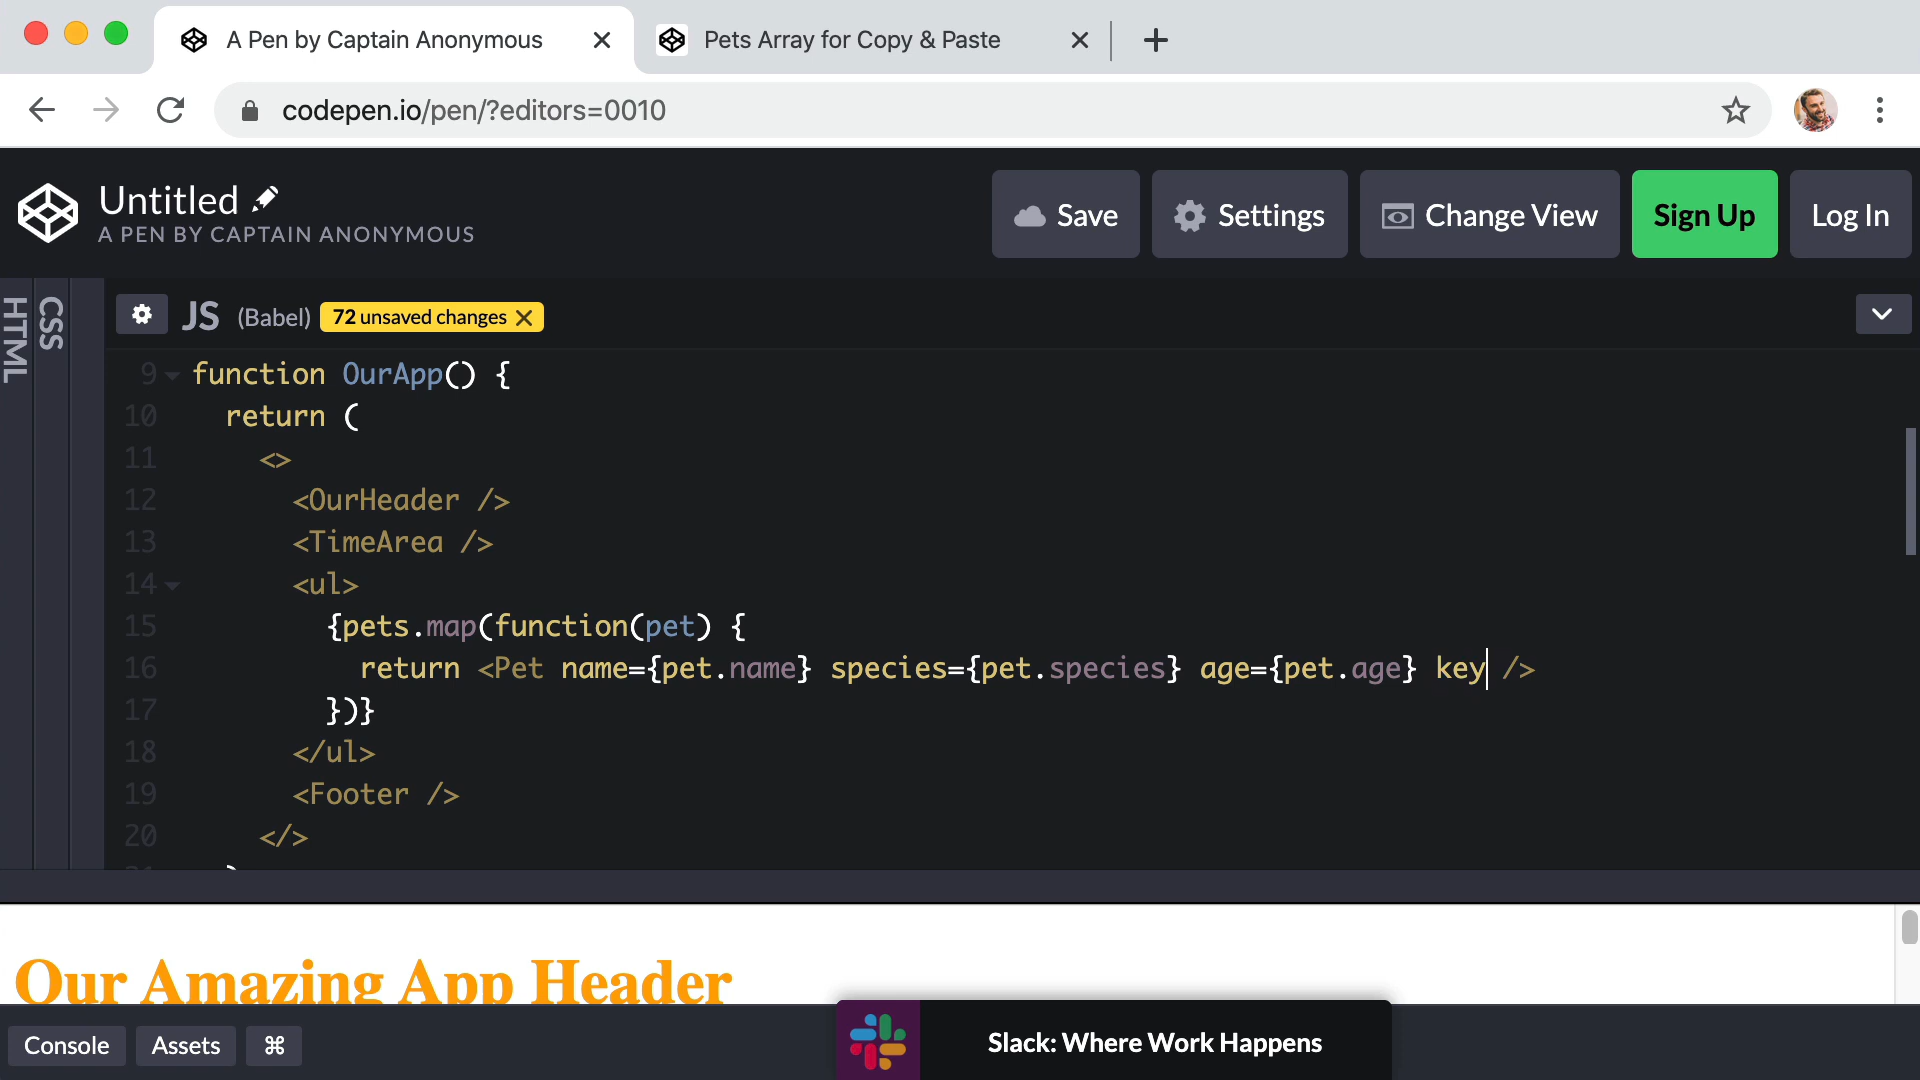 A Pen by Captain Anonymous
Pets Array for Copy & Paste
codepen.io/pen/?editors=0010
Untitled
A PEN BY CAPTAIN ANONYMOUS
Save
Settings
Change View
Sign Up
Log In
HTML
CSS
JS (Babel) 72 unsaved changes
9 function OurApp() {
10 return (
11 <>
12 <OurHeader />
13 <TimeArea />
14 <ul>
15 {pets.map(function(pet) {
16 return <Pet name={pet.name} species={pet.species} age={pet.age} key />
17 })}
18 </ul>
19 <Footer />
20 </>
Our Amazing App Header
Console
Assets
⌘
Slack: Where Work Happens